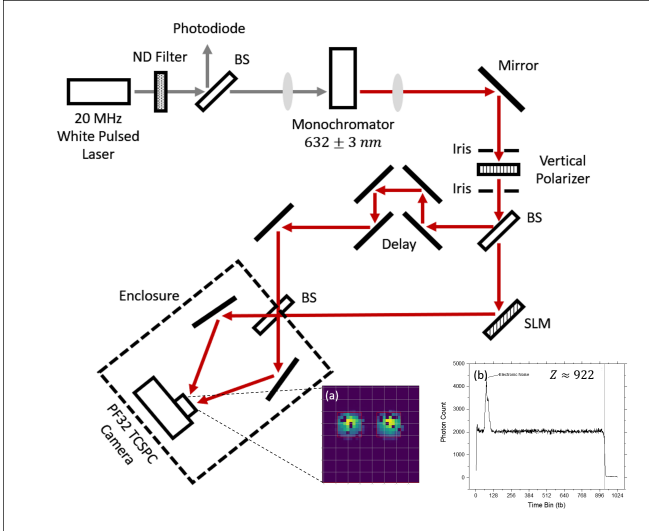 Photodiode
ND Filter
BS
20 MHz
White Pulsed
Laser
Monochromator
632 ± 3 nm
Mirror
Iris
Vertical
Polarizer
Iris
BS
Delay
Enclosure
BS
SLM
PF32 TCSPC
Camera
(a)
(b)
Electronic Noise
Z ≈ 922
Photon Count
5000
4000
3000
2000
1000
0
0
128
256
384
512
640
768
896
1024
Time Bin (tb)